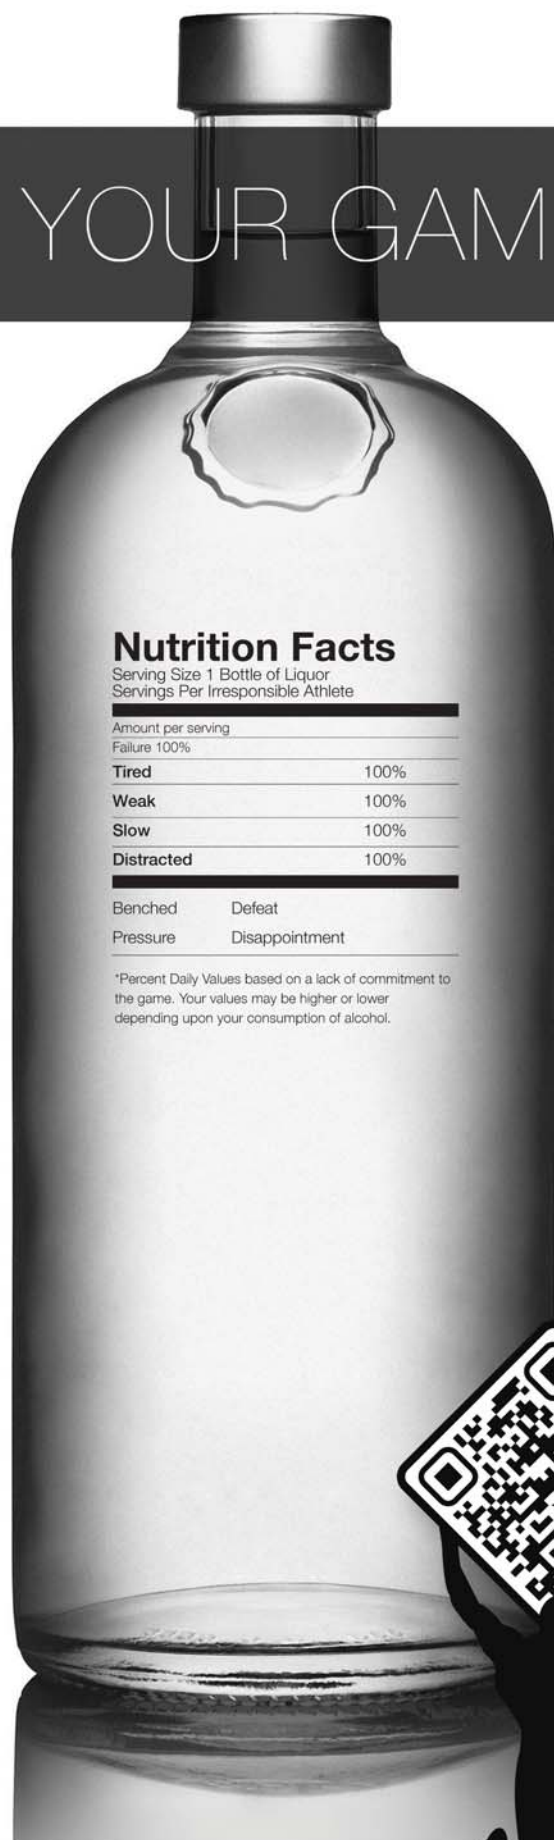 YOUR GAM
Nutrition Facts
Serving Size 1 Bottle of Liquor
Servings Per Irresponsible Athlete
Amount per serving
Failure 100%
Tired 100%
Weak 100%
Slow 100%
Distracted 100%
Benched Defeat
Pressure Disappointment
*Percent Daily Values based on a lack of commitment to
the game. Your values may be higher or lower
depending upon your consumption of alcohol.